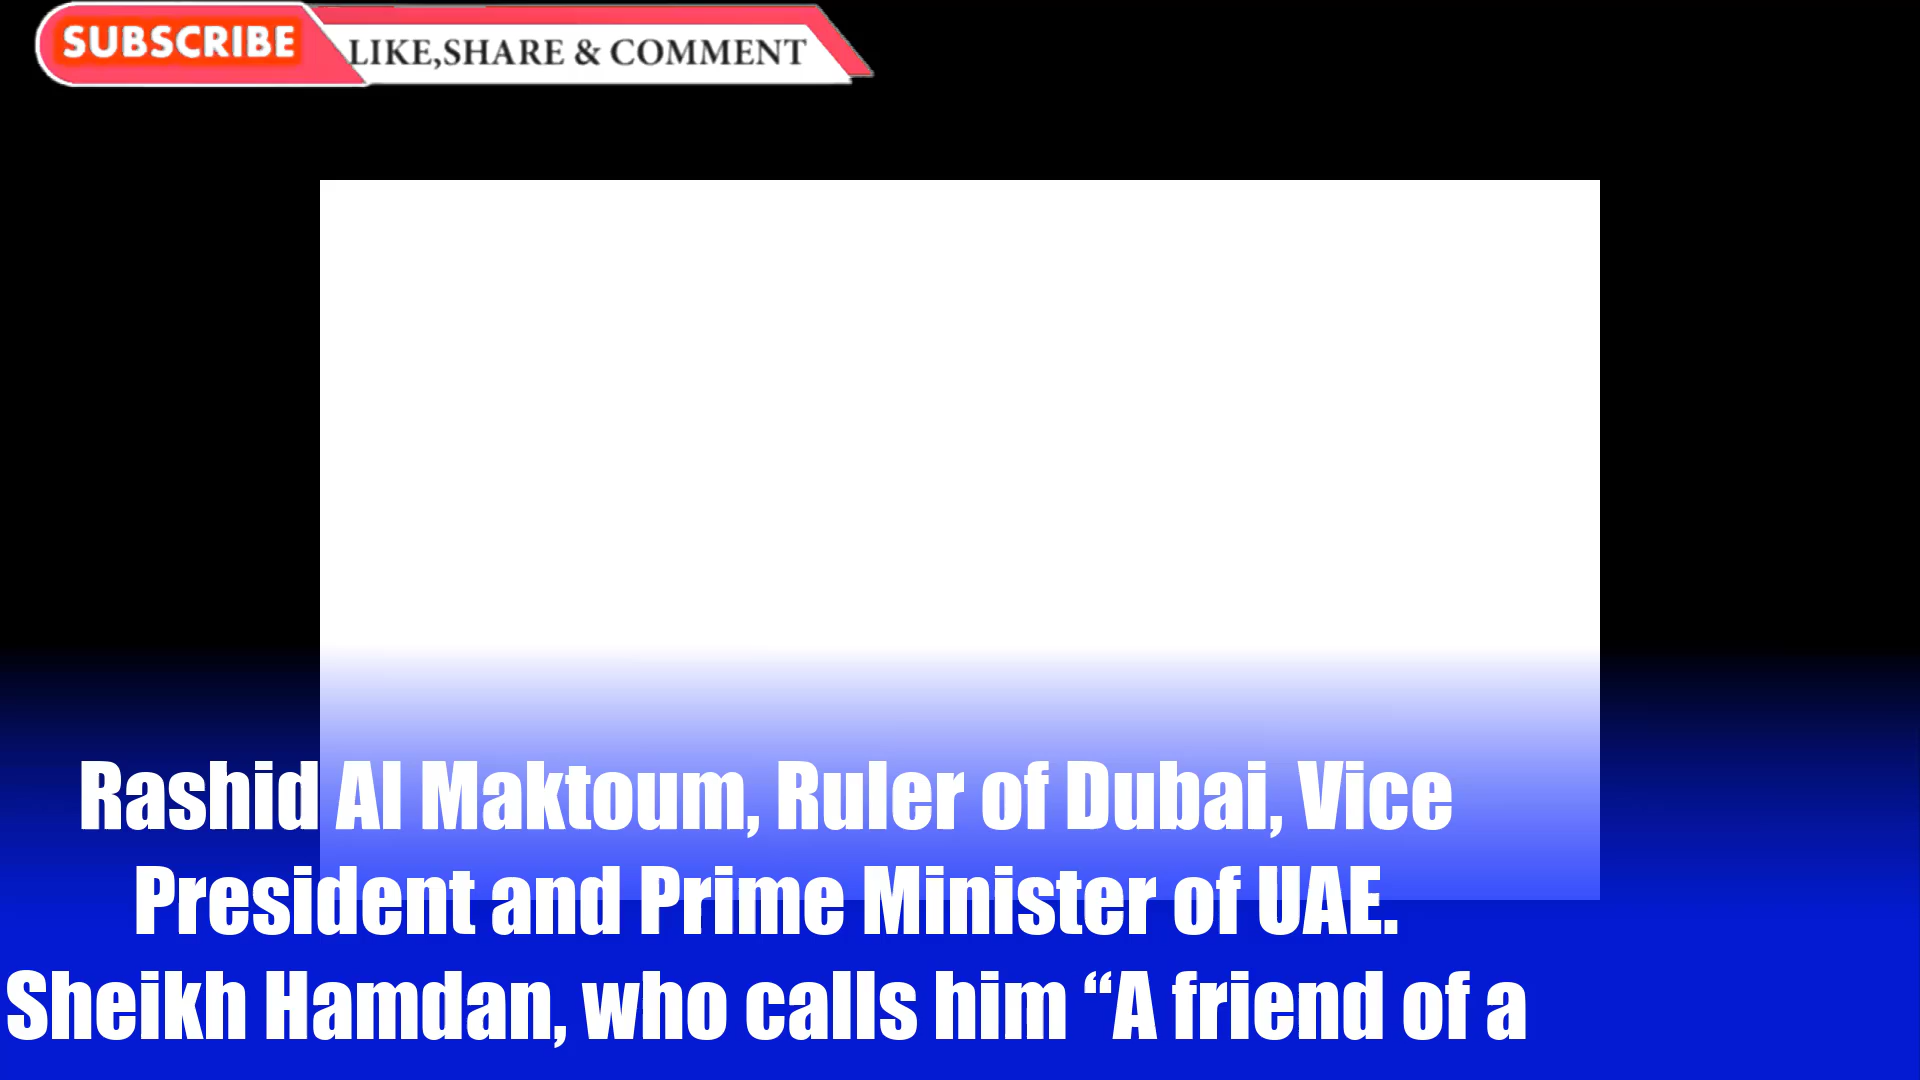 SUBSCRIBE
LIKE,SHARE & COMMENT
Rashid Al Maktoum, Ruler of Dubai, Vice
President and Prime Minister of UAE.
Sheikh Hamdan, who calls him “A friend of a